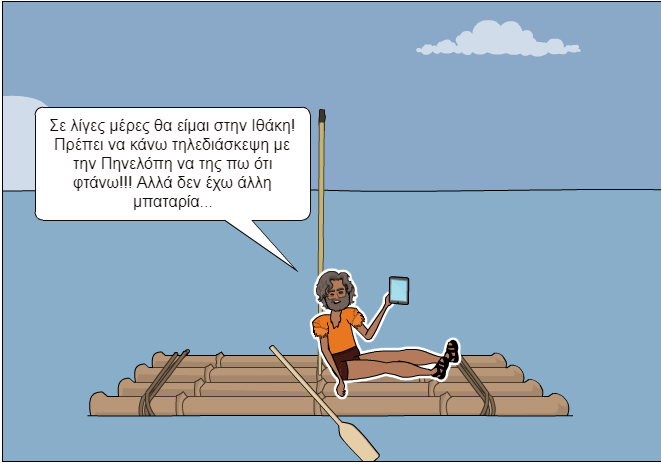 Σε λίγες μέρες θα είμαι στην Ιθάκη!
Πρέπει να κάνω τηλεδιάσκεψη με
την Πηνελόπη να της πω ότι
φτάνω!!! Αλλά δεν έχω άλλη
μπαταρία...